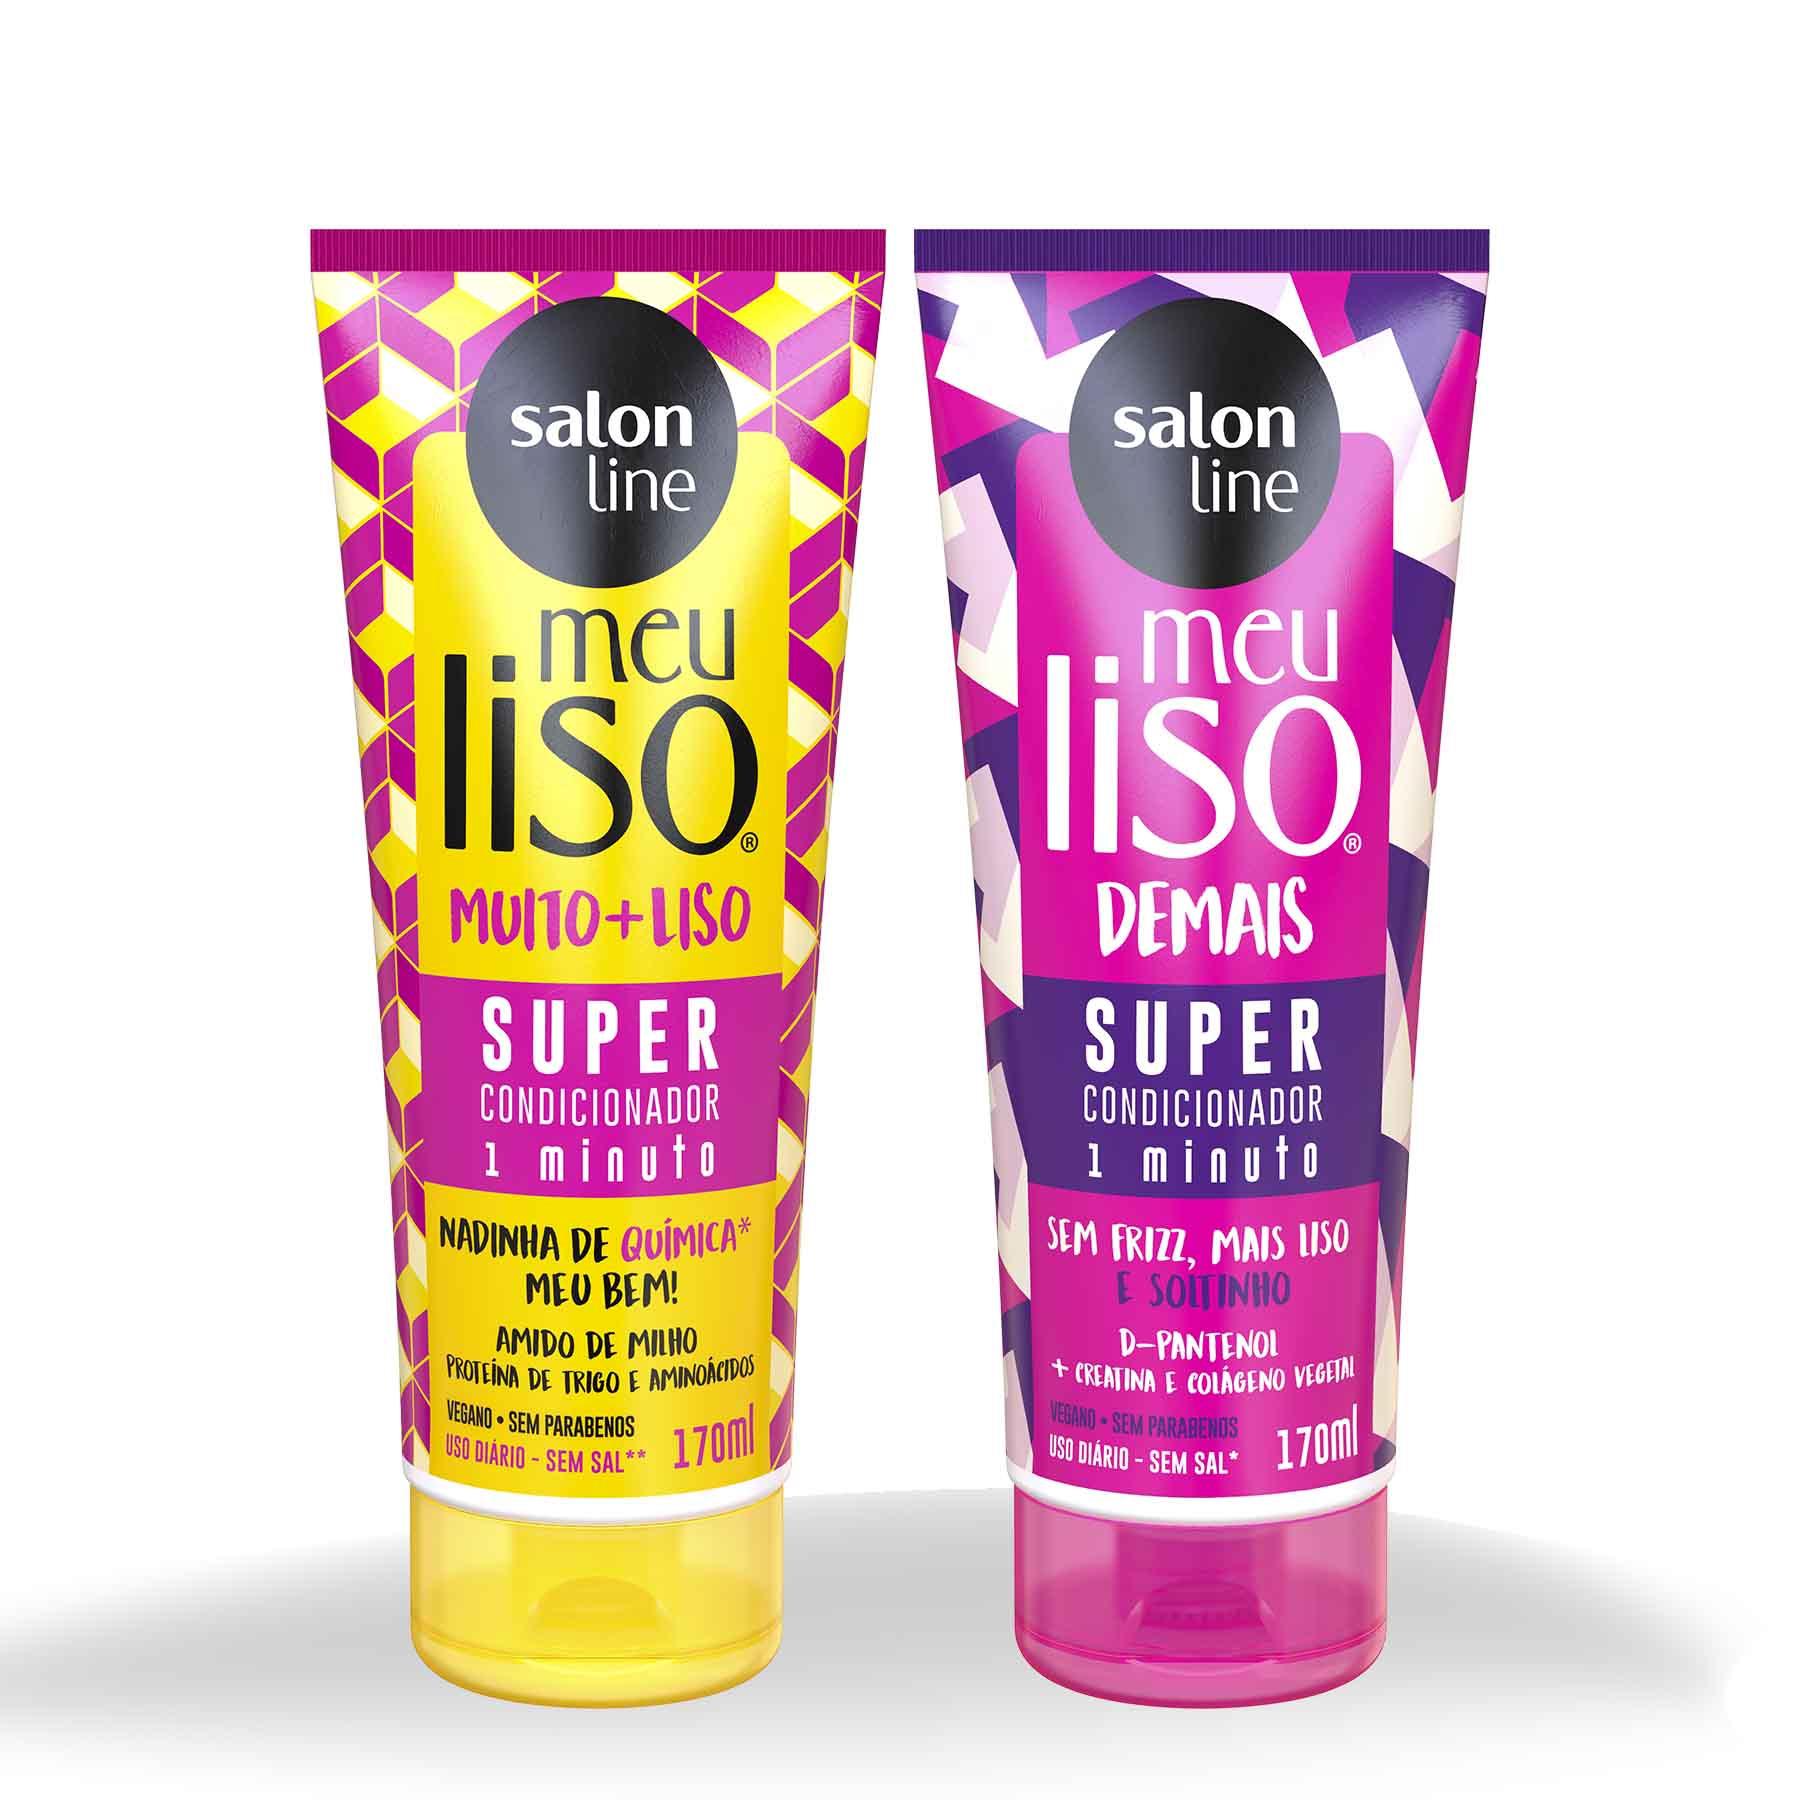 salon
line
meu
liso®
MUITO+LISO
SUPER
CONDICIONADOR
1 minuto
NADINHA DE QUÍMICA*
MEU BEM!
AMIDO DE MILHO
PROTEÍNA DE TRIGO E AMINOÁCIDOS
VEGANO • SEM PARABENOS
USO DIÁRIO - SEM SAL**
170ml
salon
line
meu
liso®
DEMAIS
SUPER
CONDICIONADOR
1 minuto
SEM FRIZZ, MAIS LISO
E SOLTINHO
D-PANTENOL
+ CREATINA E COLÁGENO VEGETAL
VEGANO • SEM PARABENOS
USO DIÁRIO - SEM SAL*
170ml